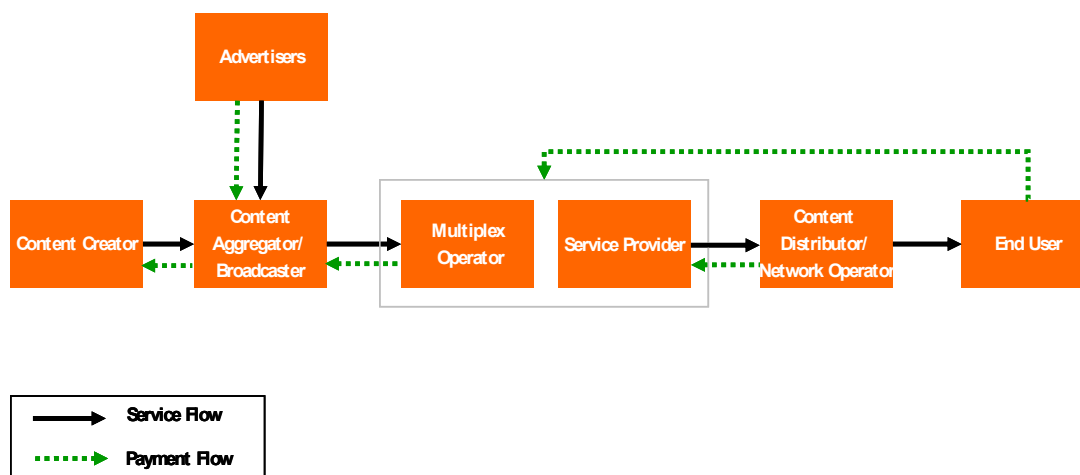 Advertisers
Content Creator
Content
Aggregator/
Broadcaster
Multiplex
Operator
Service Provider
Content
Distributor/
Network Operator
End User
Service Flow
Payment Flow